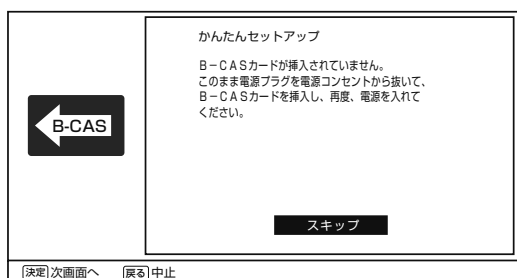 かんたんセットアップ
B－CASカードが挿入されていません。
このまま電源プラグを電源コンセントから抜いて、
B－CASカードを挿入し、再度、電源を入れて
ください。
B-CAS
スキップ
決定 次画面へ 戻る 中止